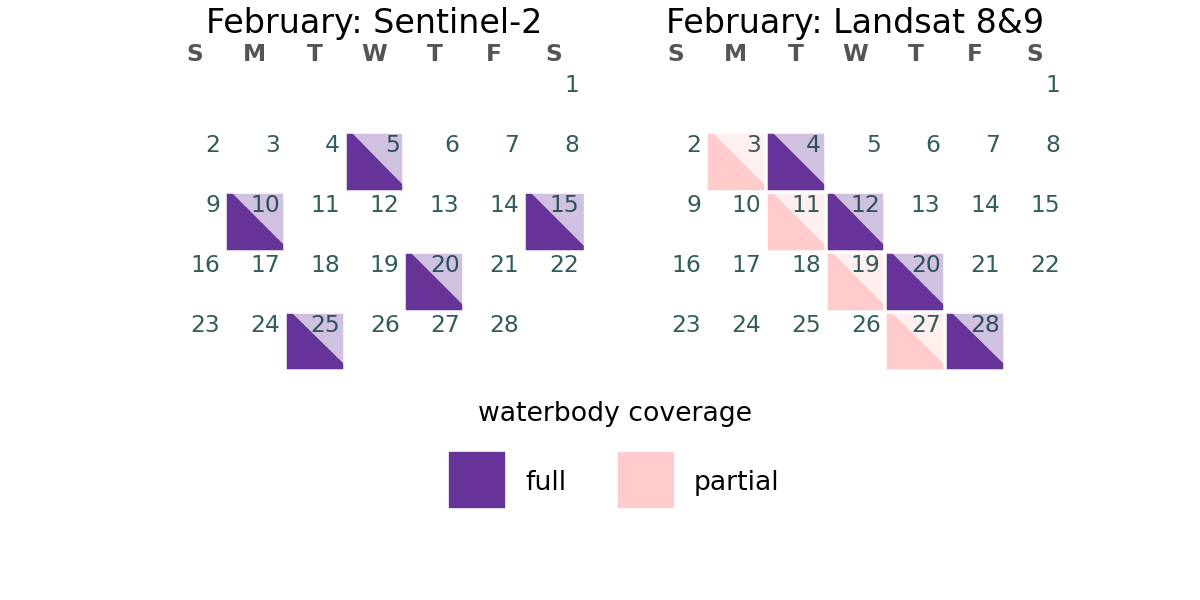 February: Sentinel-2
S M T W T F S
1
2 3 4 5 6 7 8
9 10 11 12 13 14 15
16 17 18 19 20 21 22
23 24 25 26 27 28
February: Landsat 8&9
S M T W T F S
1
2 3 4 5 6 7 8
9 10 11 12 13 14 15
16 17 18 19 20 21 22
23 24 25 26 27 28
waterbody coverage
full partial